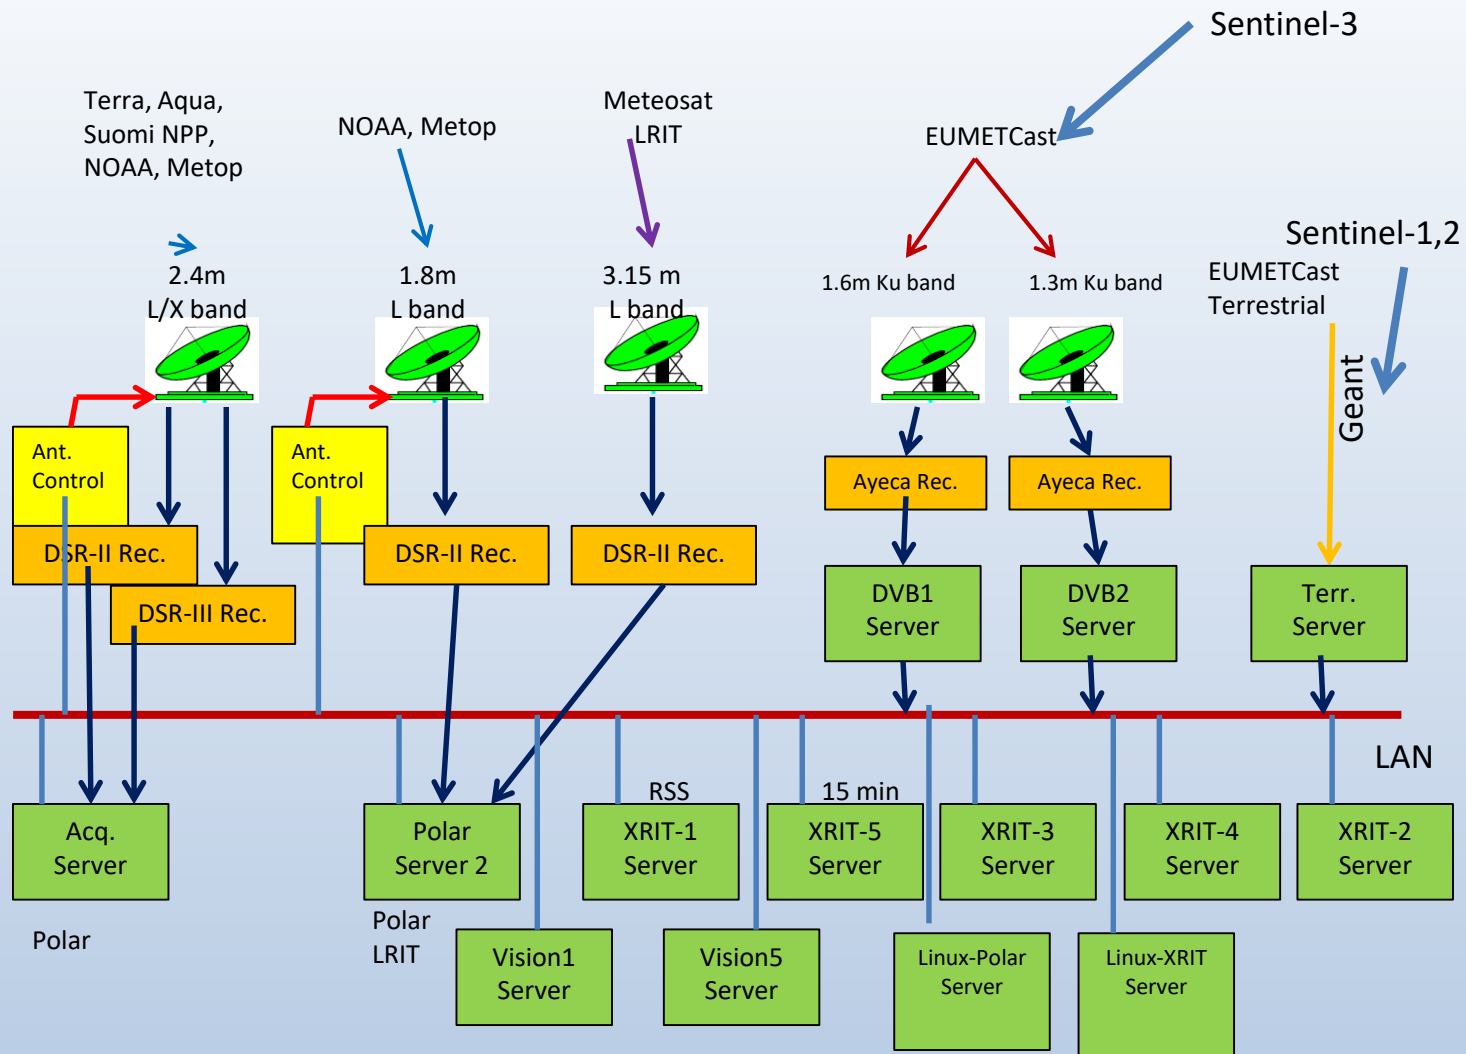 Sentinel-3
Terra, Aqua,
Suomi NPP,
NOAA, Metop
NOAA, Metop
Meteosat
LRIT
EUMETCast
Sentinel-1,2
2.4m
L/X band
1.8m
L band
3.15 m
L band
1.6m Ku band
1.3m Ku band
EUMETCast
Terrestrial
Geant
Ant.
Control
Ant.
Control
Ayeca Rec.
Ayeca Rec.
DSR-II Rec.
DSR-III Rec.
DSR-II Rec.
DSR-II Rec.
DVB1
Server
DVB2
Server
Terr.
Server
LAN
RSS
15 min
Acq.
Server
Polar
Server 2
XRIT-1
Server
XRIT-5
Server
XRIT-3
Server
XRIT-4
Server
XRIT-2
Server
Polar
Polar
LRIT
Vision1
Server
Vision5
Server
Linux-Polar
Server
Linux-XRIT
Server